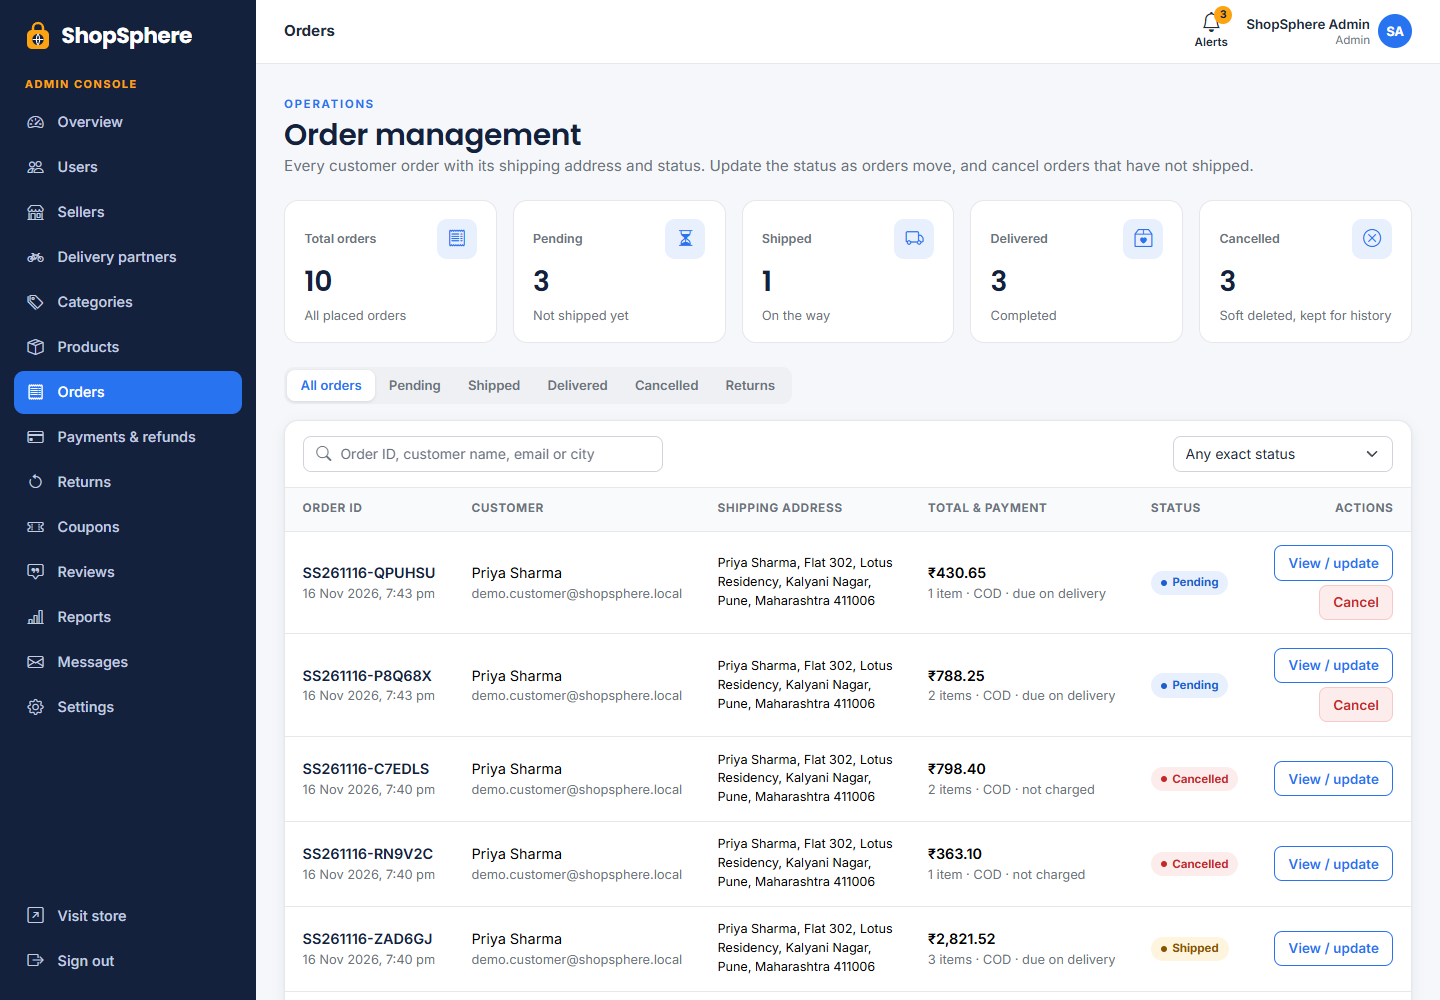 ShopSphere
ADMIN CONSOLE
Overview
Users
Sellers
Delivery partners
Categories
Products
Orders
Payments & refunds
Returns
Coupons
Reviews
Reports
Messages
Settings
Visit store
Sign out
Orders
3
Alerts
ShopSphere Admin
Admin
SA
OPERATIONS
Order management
Every customer order with its shipping address and status. Update the status as orders move, and cancel orders that have not shipped.
Total orders
10
All placed orders
Pending
3
Not shipped yet
Shipped
1
On the way
Delivered
3
Completed
Cancelled
3
Soft deleted, kept for history
All orders Pending Shipped Delivered Cancelled Returns
Order ID, customer name, email or city
Any exact status
ORDER ID CUSTOMER SHIPPING ADDRESS TOTAL & PAYMENT STATUS ACTIONS
SS261116-QPUHSU
16 Nov 2026, 7:43 pm
Priya Sharma
demo.customer@shopsphere.local
Priya Sharma, Flat 302, Lotus
Residency, Kalyani Nagar,
Pune, Maharashtra 411006
₹430.65
1 item · COD · due on delivery
Pending
View / update
Cancel
SS261116-P8Q68X
16 Nov 2026, 7:43 pm
Priya Sharma
demo.customer@shopsphere.local
Priya Sharma, Flat 302, Lotus
Residency, Kalyani Nagar,
Pune, Maharashtra 411006
₹788.25
2 items · COD · due on delivery
Pending
View / update
Cancel
SS261116-C7EDLS
16 Nov 2026, 7:40 pm
Priya Sharma
demo.customer@shopsphere.local
Priya Sharma, Flat 302, Lotus
Residency, Kalyani Nagar,
Pune, Maharashtra 411006
₹798.40
2 items · COD · not charged
Cancelled
View / update
SS261116-RN9V2C
16 Nov 2026, 7:40 pm
Priya Sharma
demo.customer@shopsphere.local
Priya Sharma, Flat 302, Lotus
Residency, Kalyani Nagar,
Pune, Maharashtra 411006
₹363.10
1 item · COD · not charged
Cancelled
View / update
SS261116-ZAD6GJ
16 Nov 2026, 7:40 pm
Priya Sharma
demo.customer@shopsphere.local
Priya Sharma, Flat 302, Lotus
Residency, Kalyani Nagar,
Pune, Maharashtra 411006
₹2,821.52
3 items · COD · due on delivery
Shipped
View / update